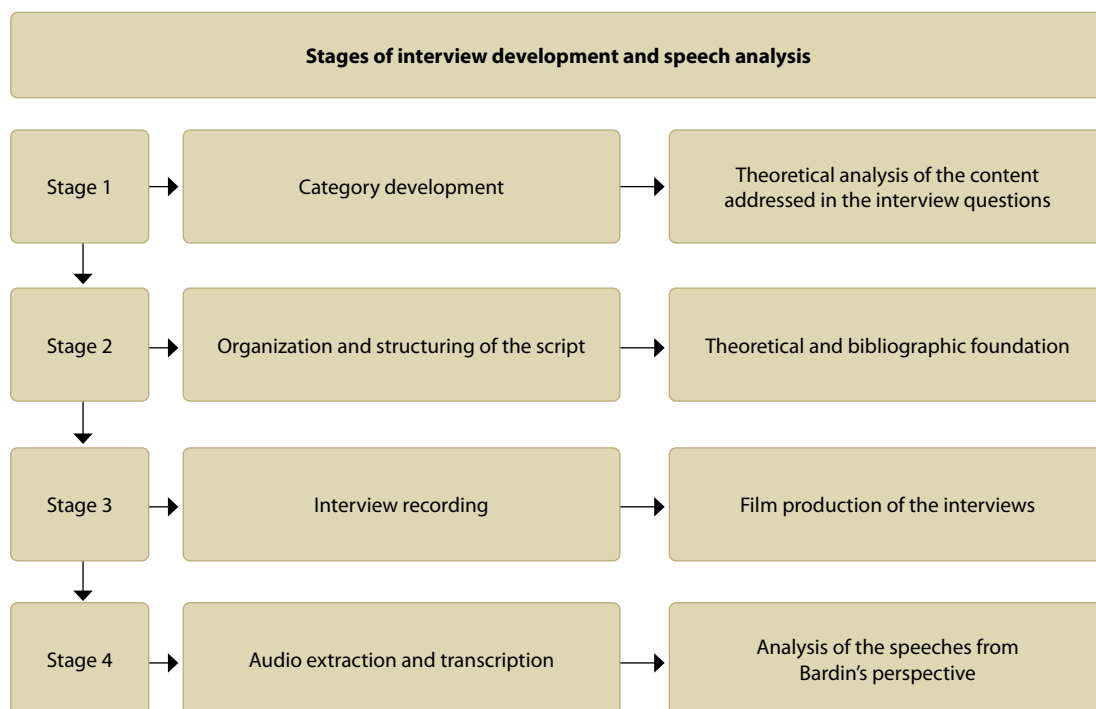 Stages of interview development and speech analysis
Stage 1
Category development
Theoretical analysis of the content
addressed in the interview questions
Stage 2
Organization and structuring of the script
Theoretical and bibliographic foundation
Stage 3
Interview recording
Film production of the interviews
Stage 4
Audio extraction and transcription
Analysis of the speeches from
Bardin’s perspective